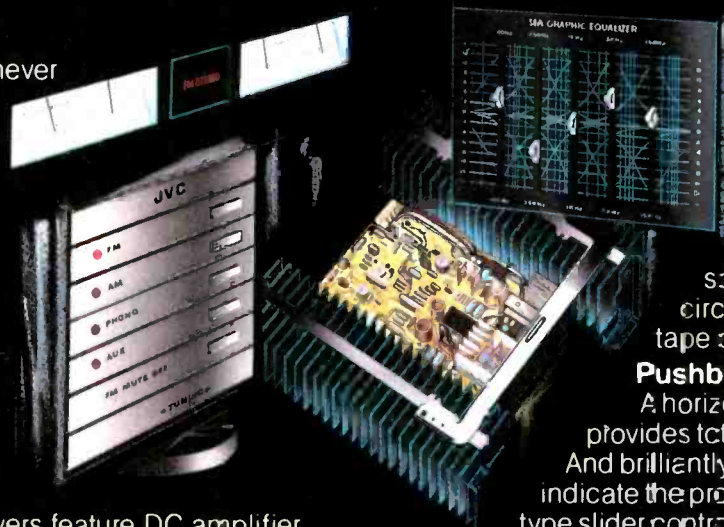 never
FM STEREO
SEA GRAPHIC EQUALIZER
JVC
FM
AM
PHONO
AUX
FM MUTE OFF
TUNING
circ
tape
Pushb
A horiz
provides tot
And brilliantly
indicate the pro
type slider contr
vers feature DC amplifier